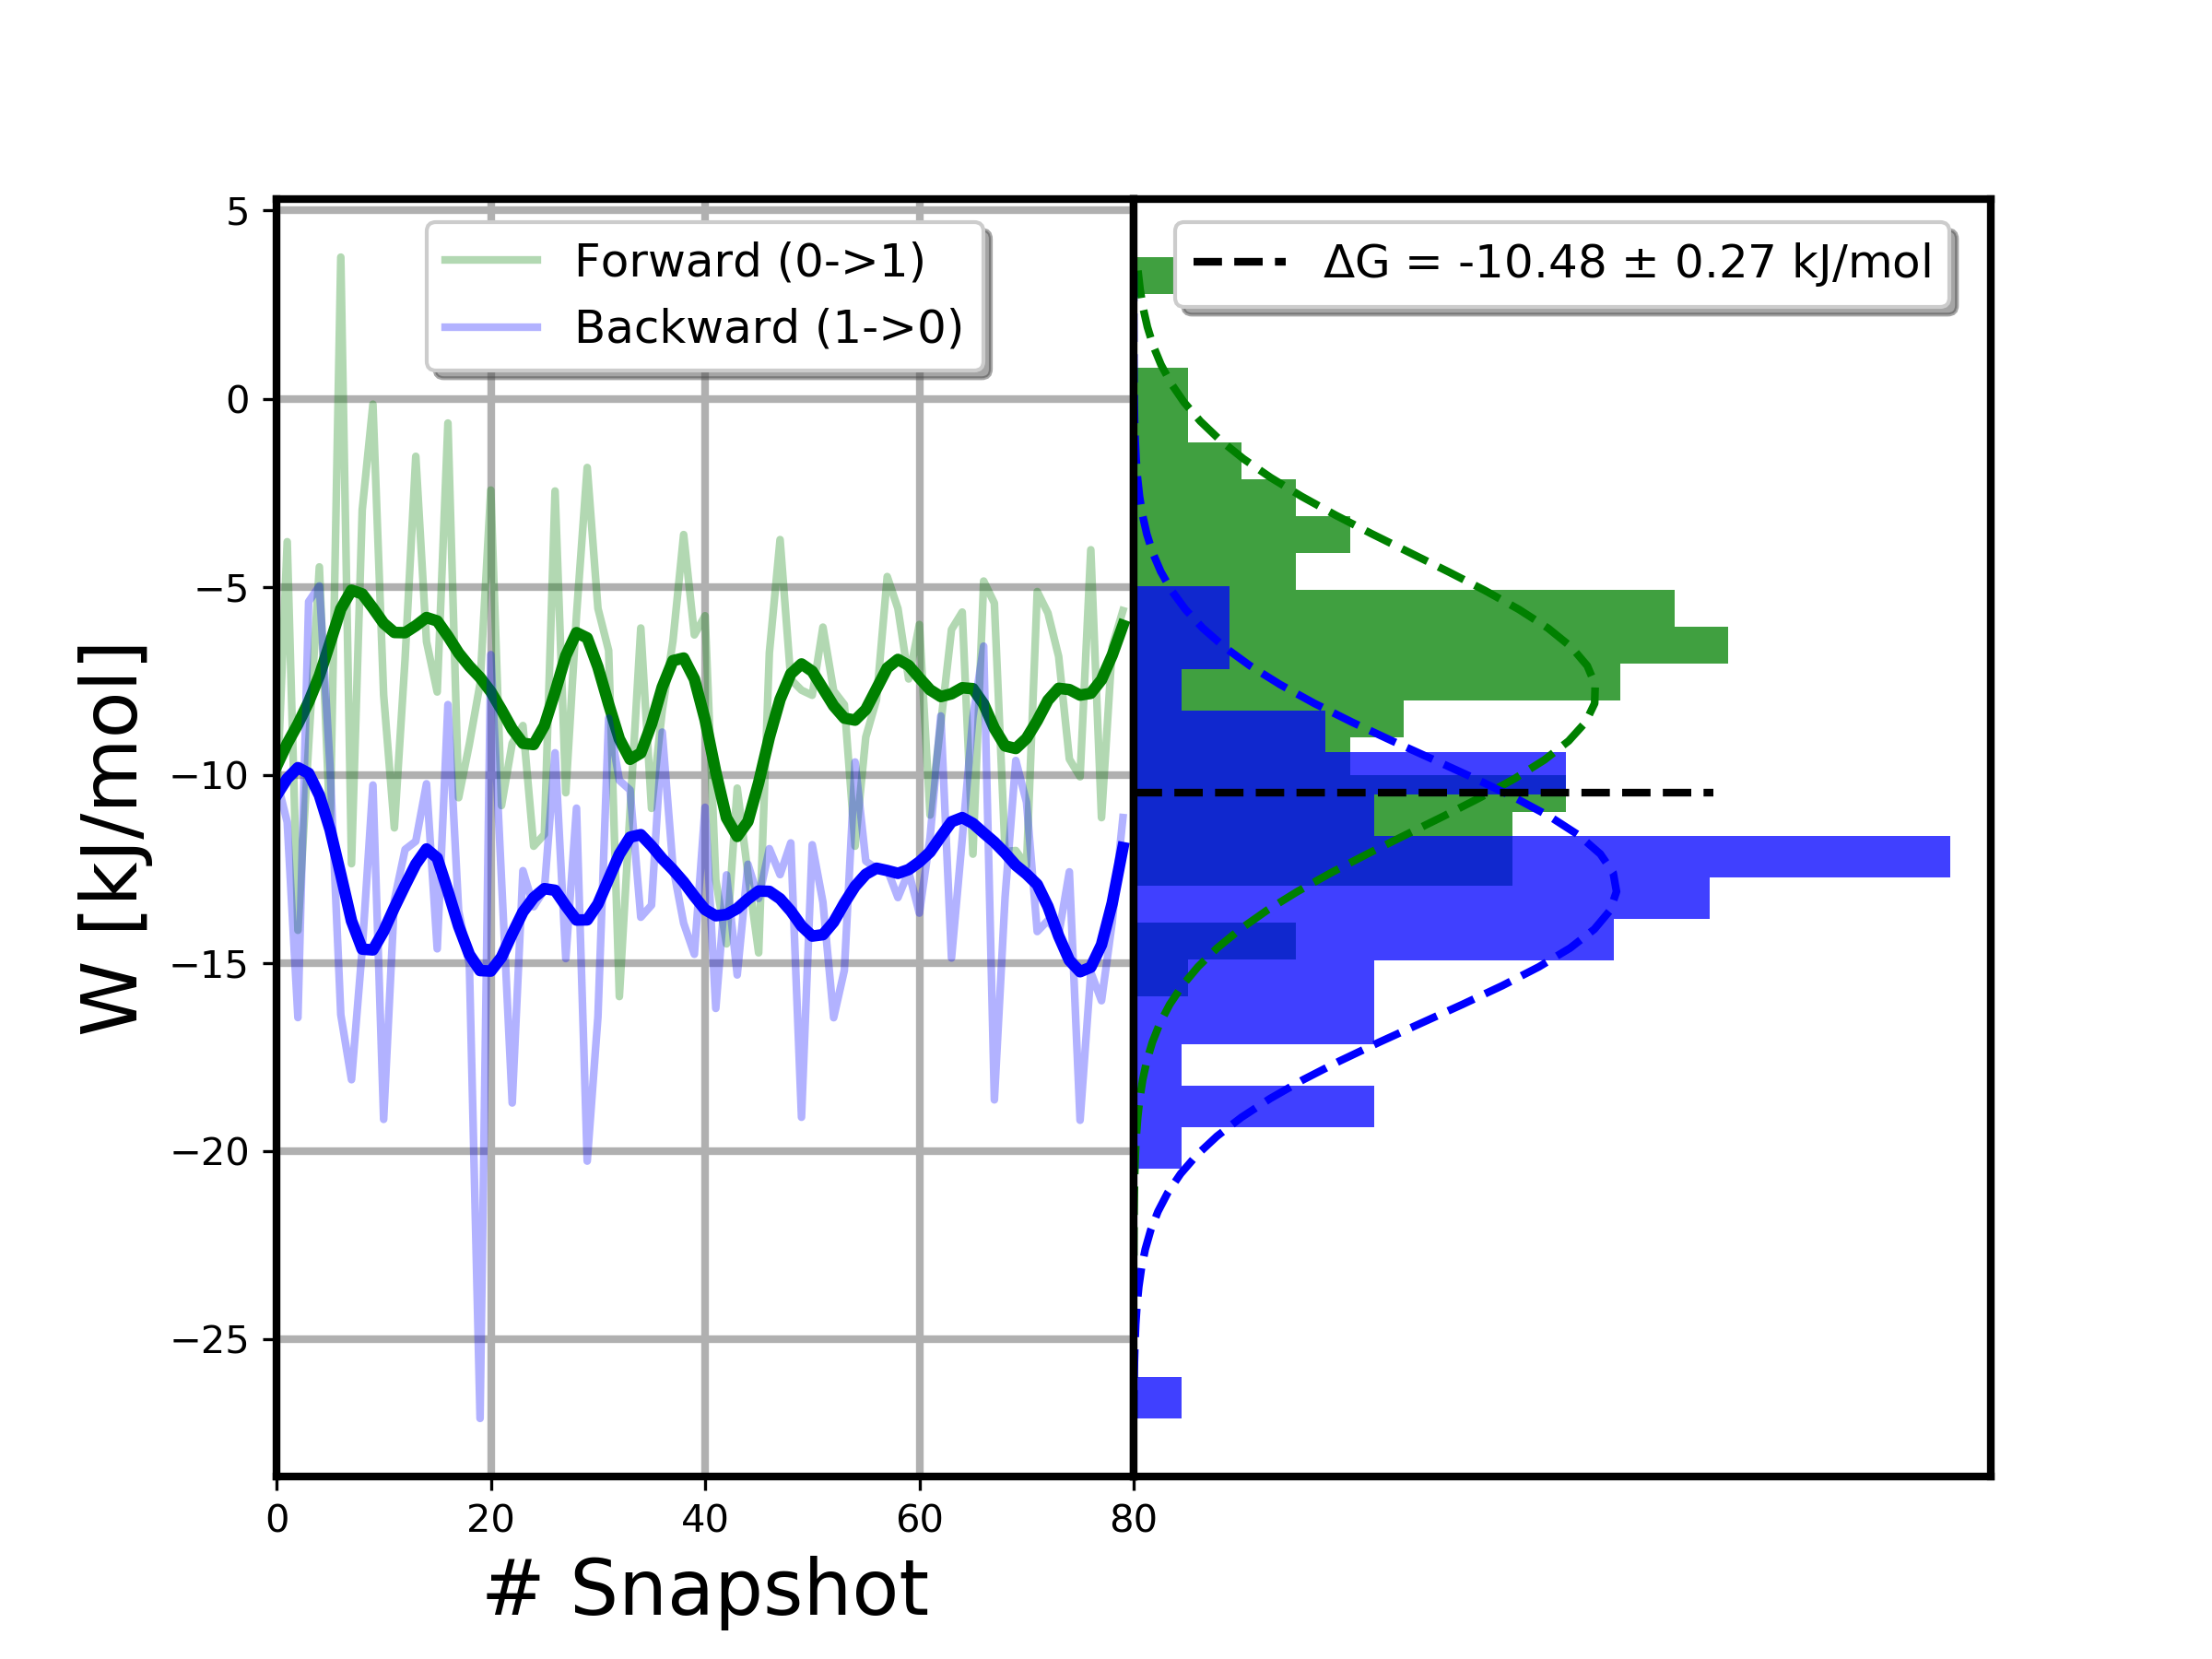 5
0
−5
−10
−15
−20
−25
W [kJ/mol]
Forward (0->1)
Backward (1->0)
ΔG = -10.48 ± 0.27 kJ/mol
0 20 40 60 80
# Snapshot